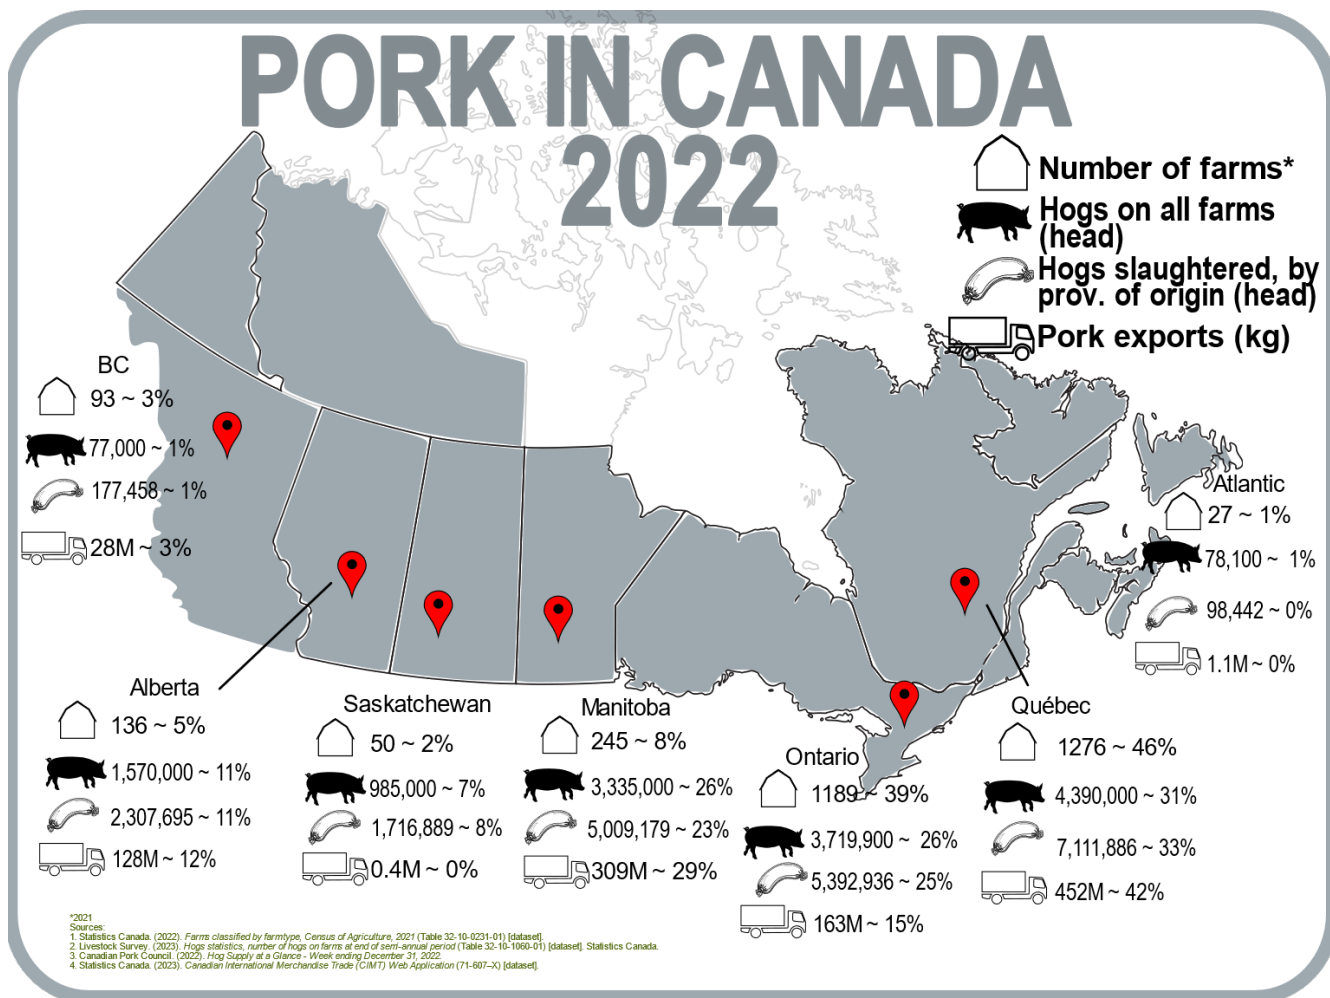 PORK IN CANADA
2022
Number of farms*
Hogs on all farms
(head)
Hogs slaughtered, by
prov. of origin (head)
Pork exports (kg)
BC
93 ~ 3%
77,000 ~ 1%
177,458 ~ 1%
28M ~ 3%
Atlantic
27 ~ 1%
78,100 ~ 1%
98,442 ~ 0%
1.1M ~ 0%
Alberta
136 ~ 5%
1,570,000 ~ 11%
2,307,695 ~ 11%
128M ~ 12%
Saskatchewan
50 ~ 2%
985,000 ~ 7%
1,716,889 ~ 8%
0.4M ~ 0%
Manitoba
245 ~ 8%
3,335,000 ~ 26%
5,009,179 ~ 23%
309M ~ 29%
Ontario
1189 ~ 39%
3,719,900 ~ 26%
5,392,936 ~ 25%
163M ~ 15%
Québec
1276 ~ 46%
4,390,000 ~ 31%
7,111,886 ~ 33%
452M ~ 42%
*2021
Sources:
1. Statistics Canada. (2022). Farms classified by farmtype, Census of Agriculture, 2021 (Table 32-10-0231-01) [dataset].
2. Livestock Survey. (2023). Hogs statistics, number of hogs on farms at end of semi-annual period (Table 32-10-1060-01) [dataset]. Statistics Canada.
3. Canadian Pork Council. (2022). Hog Supply at a Glance - Week ending December 31, 2022.
4. Statistics Canada. (2023). Canadian International Merchandise Trade (CIMT) Web Application (71-607–X) [dataset].